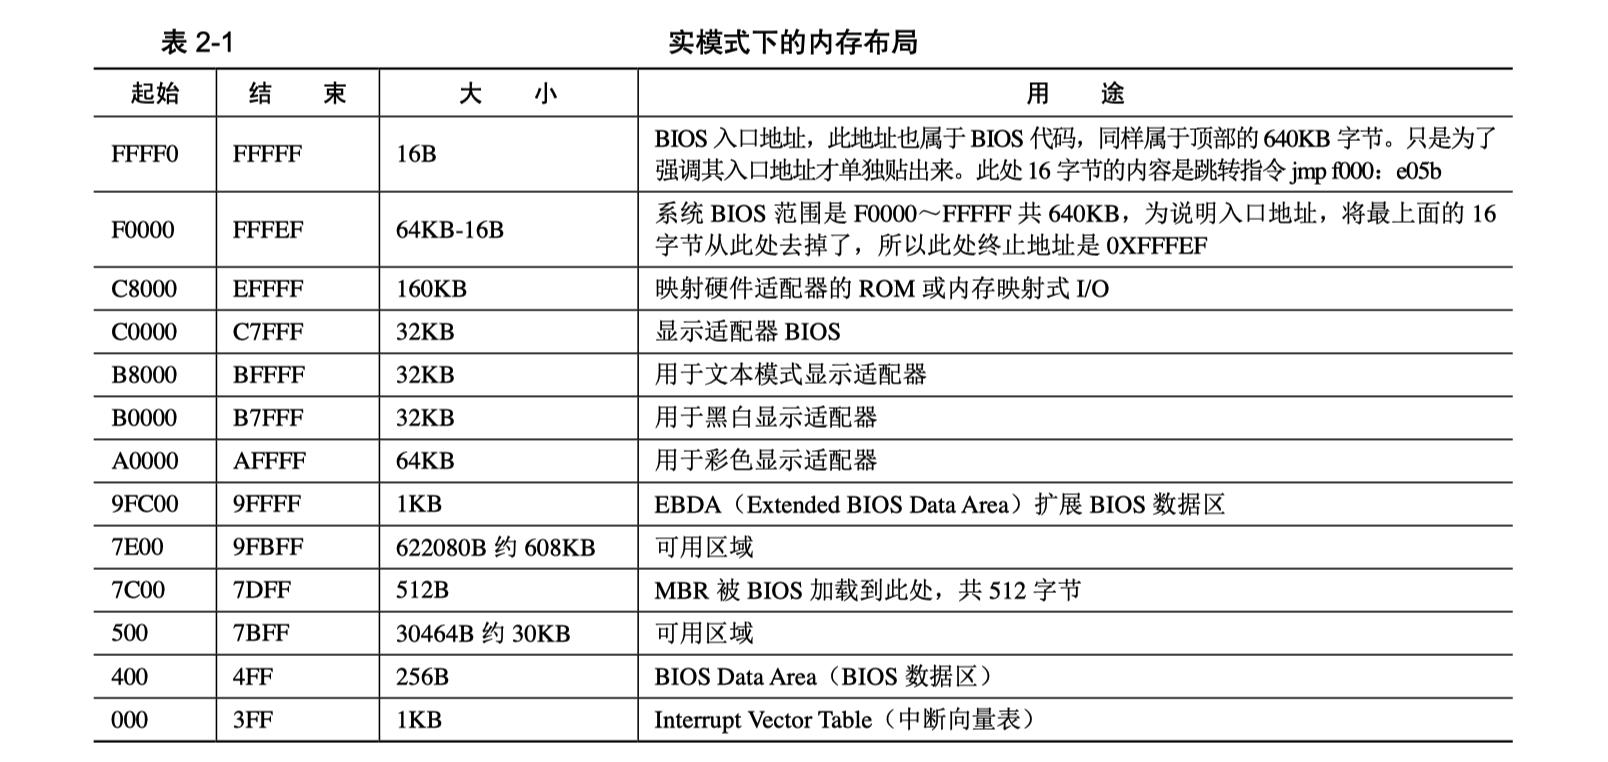 表 2-1 实模式下的内存布局
起始 结 束 大 小 用 途
FFFF0 FFFFF 16B BIOS 入口地址，此地址也属于 BIOS 代码，同样属于顶部的 640KB 字节。只是为了
强调其入口地址才单独贴出来。此处 16 字节的内容是跳转指令 jmp f000：e05b
F0000 FFFEF 64KB-16B 系统 BIOS 范围是 F0000～FFFFF 共 640KB，为说明入口地址，将最上面的 16
字节从此处去掉了，所以此处终止地址是 0XFFFEF
C8000 EFFFF 160KB 映射硬件适配器的 ROM 或内存映射式 I/O
C0000 C7FFF 32KB 显示适配器 BIOS
B8000 BFFFF 32KB 用于文本模式显示适配器
B0000 B7FFF 32KB 用于黑白显示适配器
A0000 AFFFF 64KB 用于彩色显示适配器
9FC00 9FFFF 1KB EBDA（Extended BIOS Data Area）扩展 BIOS 数据区
7E00 9FBFF 622080B 约 608KB 可用区域
7C00 7DFF 512B MBR 被 BIOS 加载到此处，共 512 字节
500 7BFF 30464B 约 30KB 可用区域
400 4FF 256B BIOS Data Area（BIOS 数据区）
000 3FF 1KB Interrupt Vector Table（中断向量表）